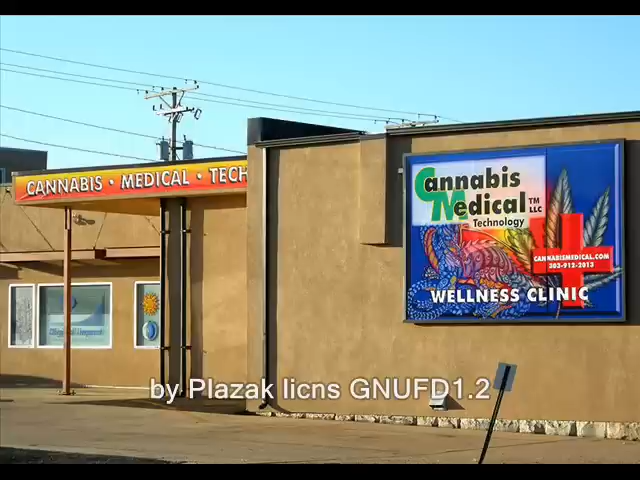 CANNABIS · MEDICAL · TECH
Cannabis
Medical TM LLC
Technology
CANNABISMEDICAL.COM
303-912-2013
WELLNESS CLINIC
by Plazak licns GNUFD1.2